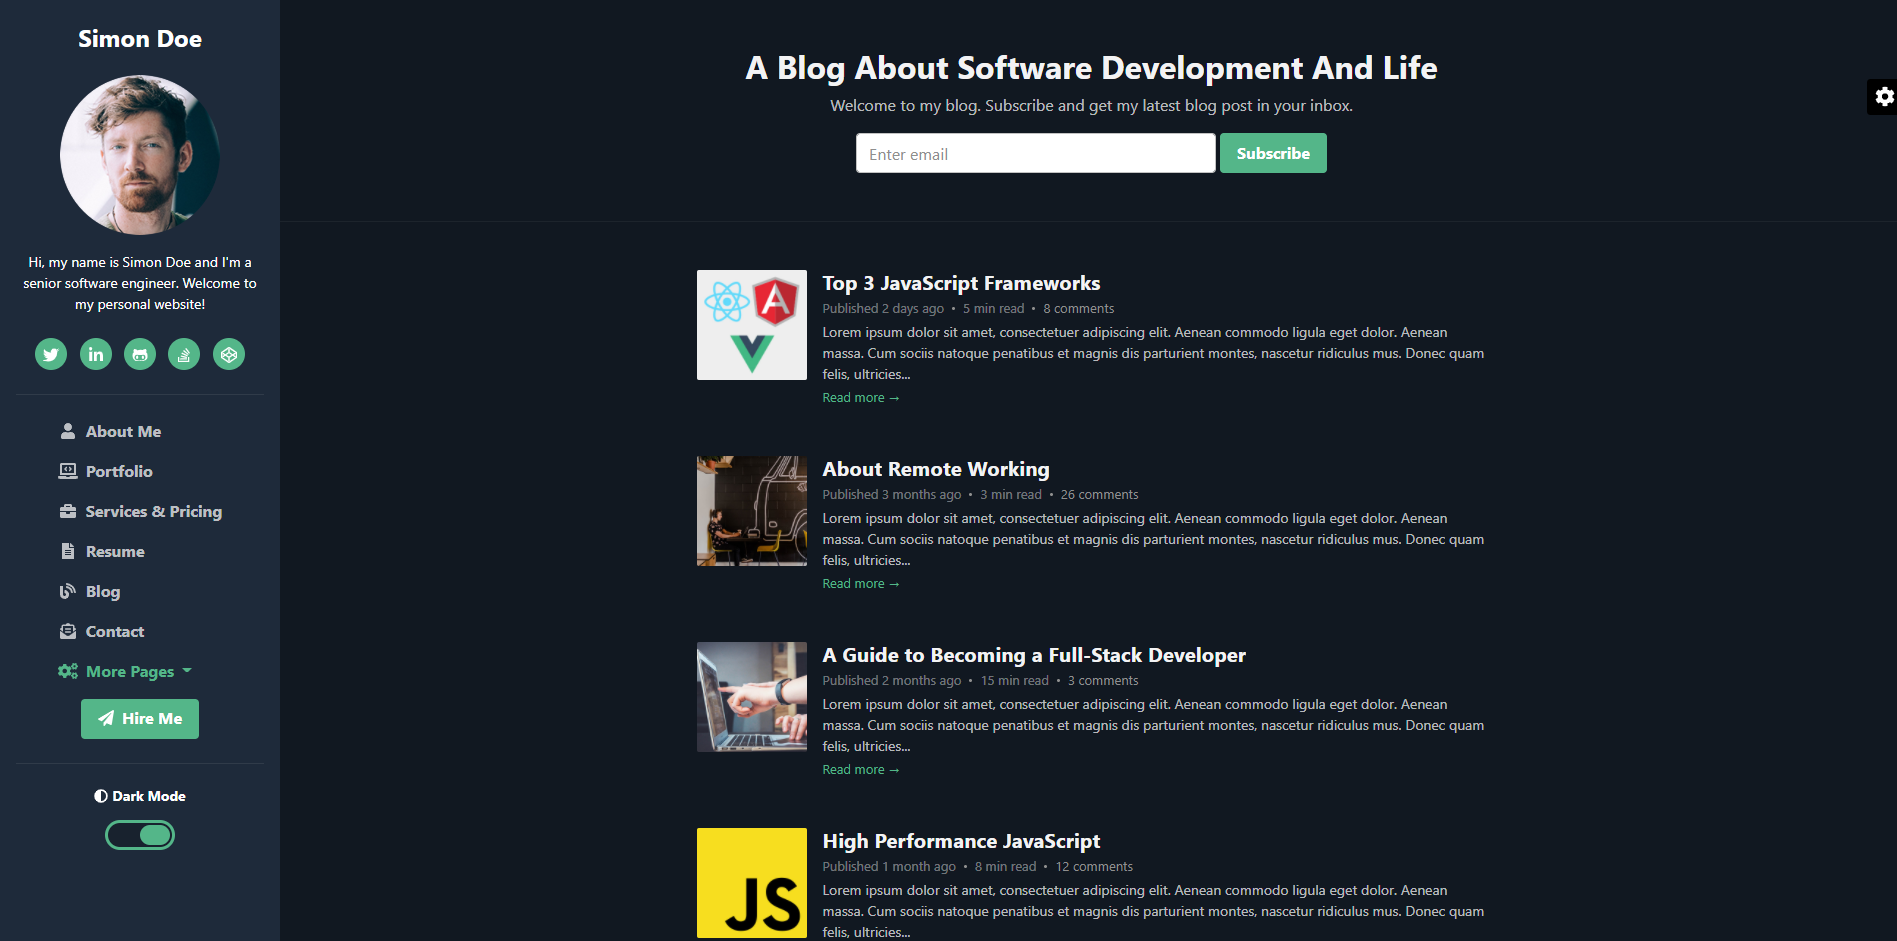 Simon Doe
Hi, my name is Simon Doe and I'm a
senior software engineer. Welcome to
my personal website!
About Me
Portfolio
Services & Pricing
Resume
Blog
Contact
More Pages
Hire Me
Dark Mode
A Blog About Software Development And Life
Welcome to my blog. Subscribe and get my latest blog post in your inbox.
Enter email
Subscribe
Top 3 JavaScript Frameworks
Published 2 days ago • 5 min read • 8 comments
Lorem ipsum dolor sit amet, consectetuer adipiscing elit. Aenean commodo ligula eget dolor. Aenean
massa. Cum sociis natoque penatibus et magnis dis parturient montes, nascetur ridiculus mus. Donec quam
felis, ultricies...
Read more →
About Remote Working
Published 3 months ago • 3 min read • 26 comments
Lorem ipsum dolor sit amet, consectetuer adipiscing elit. Aenean commodo ligula eget dolor. Aenean
massa. Cum sociis natoque penatibus et magnis dis parturient montes, nascetur ridiculus mus. Donec quam
felis, ultricies...
Read more →
A Guide to Becoming a Full-Stack Developer
Published 2 months ago • 15 min read • 3 comments
Lorem ipsum dolor sit amet, consectetuer adipiscing elit. Aenean commodo ligula eget dolor. Aenean
massa. Cum sociis natoque penatibus et magnis dis parturient montes, nascetur ridiculus mus. Donec quam
felis, ultricies...
Read more →
JS
High Performance JavaScript
Published 1 month ago • 8 min read • 12 comments
Lorem ipsum dolor sit amet, consectetuer adipiscing elit. Aenean commodo ligula eget dolor. Aenean
massa. Cum sociis natoque penatibus et magnis dis parturient montes, nascetur ridiculus mus. Donec quam
felis, ultricies...